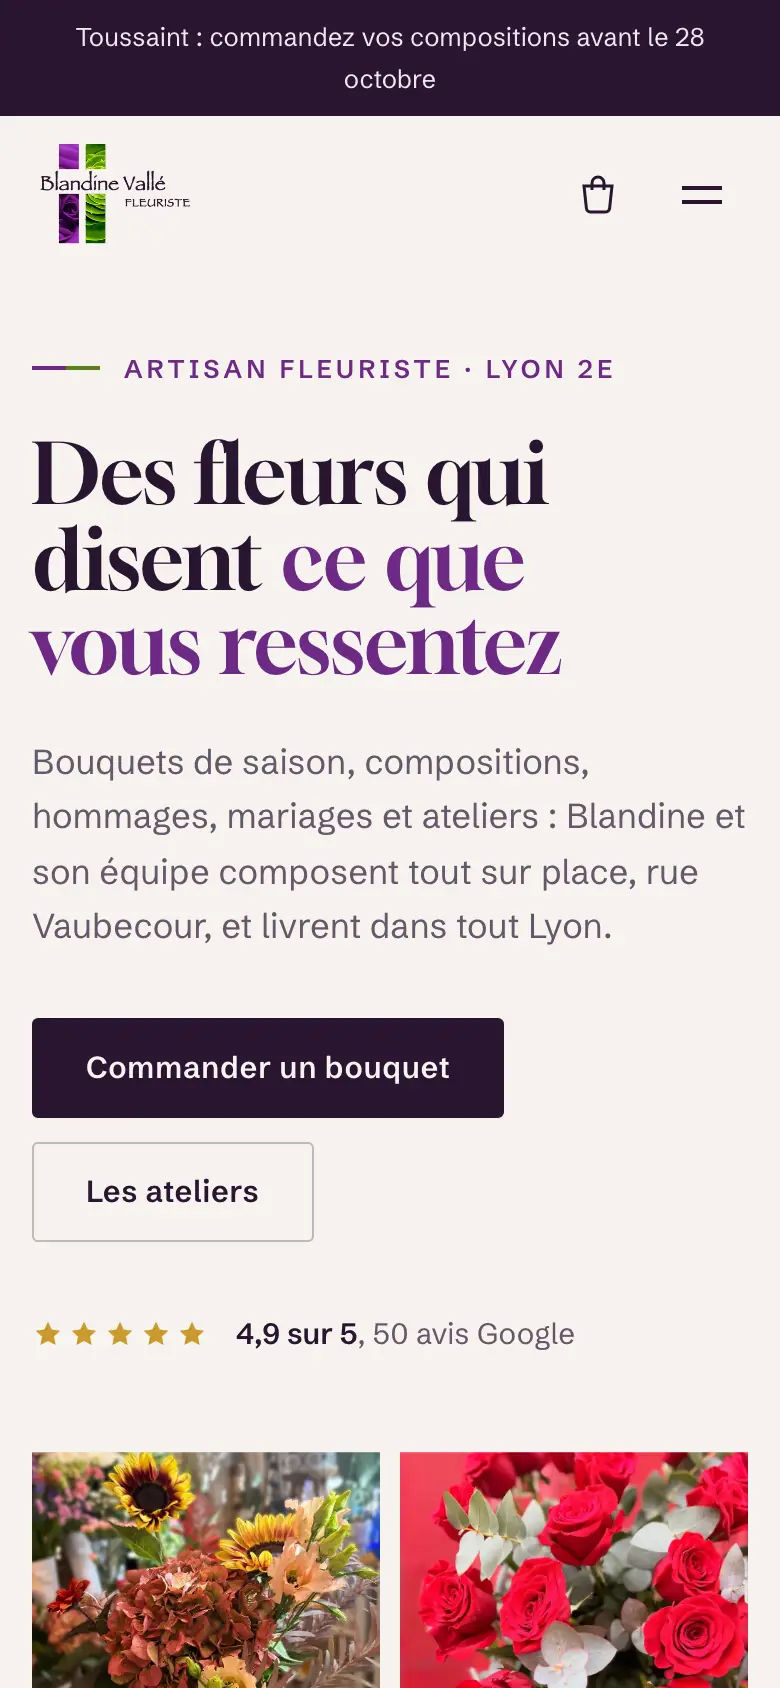 Toussaint : commandez vos compositions avant le 28
octobre
Blandine Vallé
FLEURISTE
ARTISAN FLEURISTE · LYON 2E
Des fleurs qui
disent ce que
vous ressentez
Bouquets de saison, compositions,
hommages, mariages et ateliers : Blandine et
son équipe composent tout sur place, rue
Vaubecour, et livrent dans tout Lyon.
Commander un bouquet
Les ateliers
4,9 sur 5, 50 avis Google